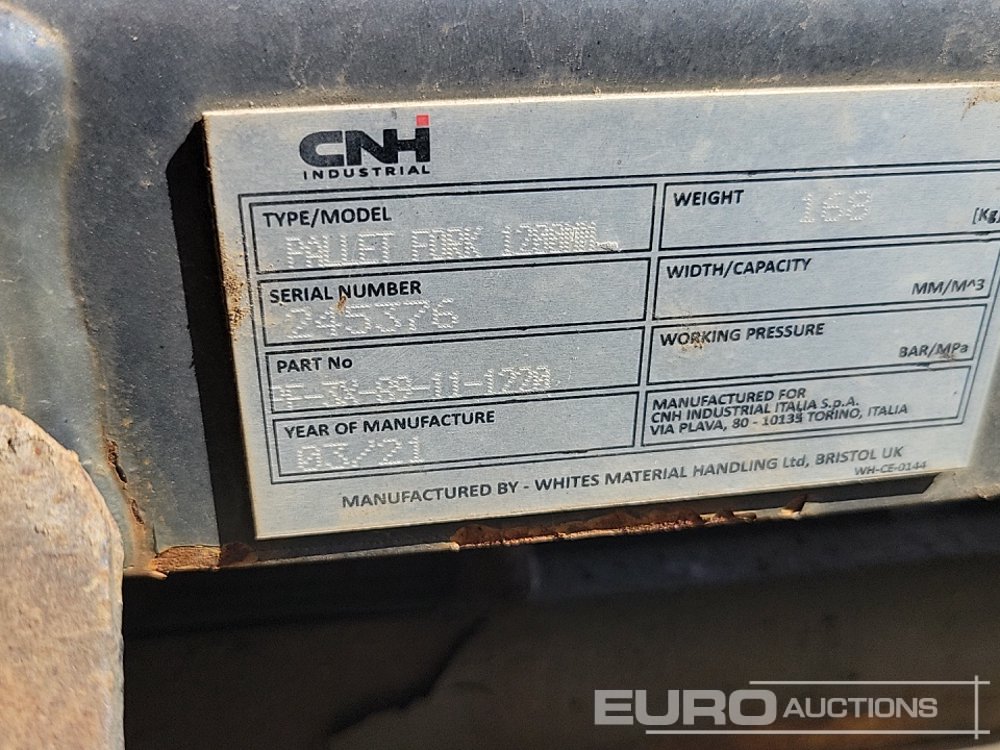 CNH
INDUSTRIAL
TYPE/MODEL
PALLET FORK 1200MM
WEIGHT
168
[Kg]
SERIAL NUMBER
245376
WIDTH/CAPACITY
MM/M^3
PART No
WORKING PRESSURE
BAR/MPa
YEAR OF MANUFACTURE
03/21
MANUFACTURED FOR
CNH INDUSTRIAL ITALIA S.p.A.
VIA PLAVA, 80 - 10135 TORINO, ITALIA
MANUFACTURED BY - WHITES MATERIAL HANDLING Ltd, BRISTOL UK
WH-CE-0144
EURO AUCTIONS